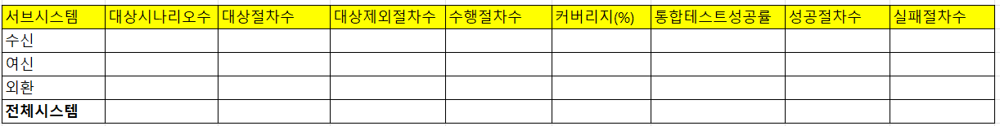 서브시스템 대상시나리오수 대상절차수 대상제외절차수 수행절차수 커버리지(%) 통합테스트성공률 성공절차수 실패절차수
수신
여신
외환
전체시스템